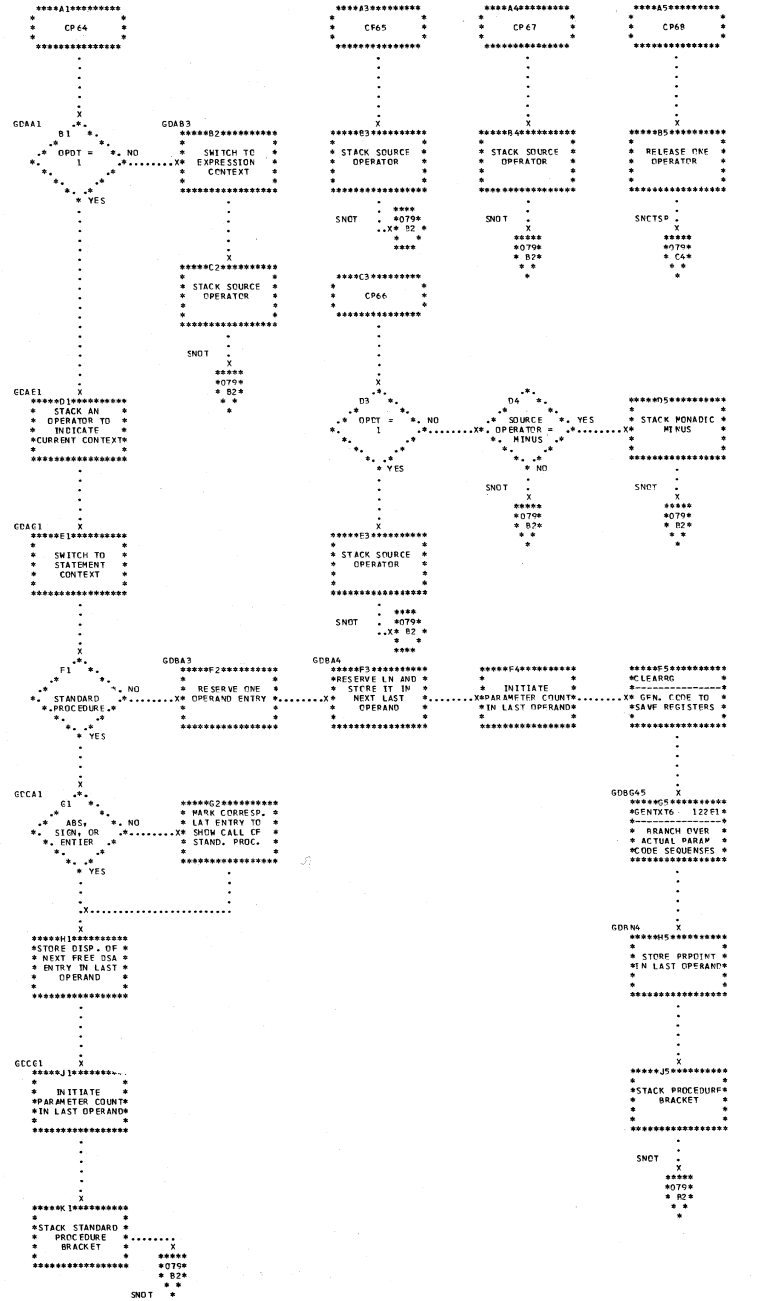 *****A1*********
CP64
*****A3*********
CF65
*****A4*********
CP67
*****A5*********
CP68
GDAA1
B1
OPDT =
1
NO
YES
GDAB3
*****B2**********
SWITCH TO
EXPRESSION
CONTEXT
*****B3**********
STACK SOURCE
OPERATOR
*****B4**********
STACK SOURCE
OPERATOR
*****B5**********
RELEASE ONE
OPERATOR
SNOT
*079*
B2
SNOT
*079*
* B2*
SNCTSP
*079*
* C4*
*****C2**********
STACK SOURCE
OPERATOR
SNOT
*079*
* B2*
****C3*********
CP66
GDAE1
*****D1**********
STACK AN
OPERATOR TO
INDICATE
*CURRENT CONTEXT*
D3
OPDT =
1
NO
YES
D4
SOURCE
OPERATOR =
MINUS
YES
NO
*****D5**********
STACK MONADIC
MINUS
SNOT
*079*
* B2*
SNOT
*079*
* B2*
GDAG1
*****E1**********
SWITCH TO
STATEMENT
CONTEXT
*****E3**********
STACK SOURCE
OPERATOR
SNOT
*079*
B2
F1
STANDARD
PROCEDURE
NO
YES
GDBA3
*****F2**********
RESERVE ONE
OPERAND ENTRY
GDBA4
*****F3**********
*RESERVE LN AND
STORE IT IN
NEXT LAST
OPERAND
*****F4**********
INITIATE
*PARAMETER COUNT*
*IN LAST OPERAND*
*****F5**********
*CLEARRG
GEN. CODE TO
SAVE REGISTERS
GCCA1
G1
ABS,
SIGN, OR
ENTIER
NO
YES
*****G2**********
MARK CORRESP.
LAT ENTRY TO
SHOW CALL OF
STAND. PROC.
GDBG45
*****G5**********
*GENTXT6 122F1*
BRANCH OVER
ACTUAL PARAM
*CODE SEQUENSES *
*****H1**********
*STORE DISP. OF *
* NEXT FREE DSA *
ENTRY IN LAST
OPERAND
GDBN4
*****H5**********
STORE PRPOINT
*IN LAST OPERAND*
GCCG1
*****J1**********
INITIATE
*PARAMETER COUNT*
*IN LAST OPERAND*
*****J5**********
*STACK PROCEDURE*
BRACKET
SNOT
*079*
* B2*
*****K1**********
*STACK STANDARD *
PROCEDURE
BRACKET
*079*
* B2*
SNOT